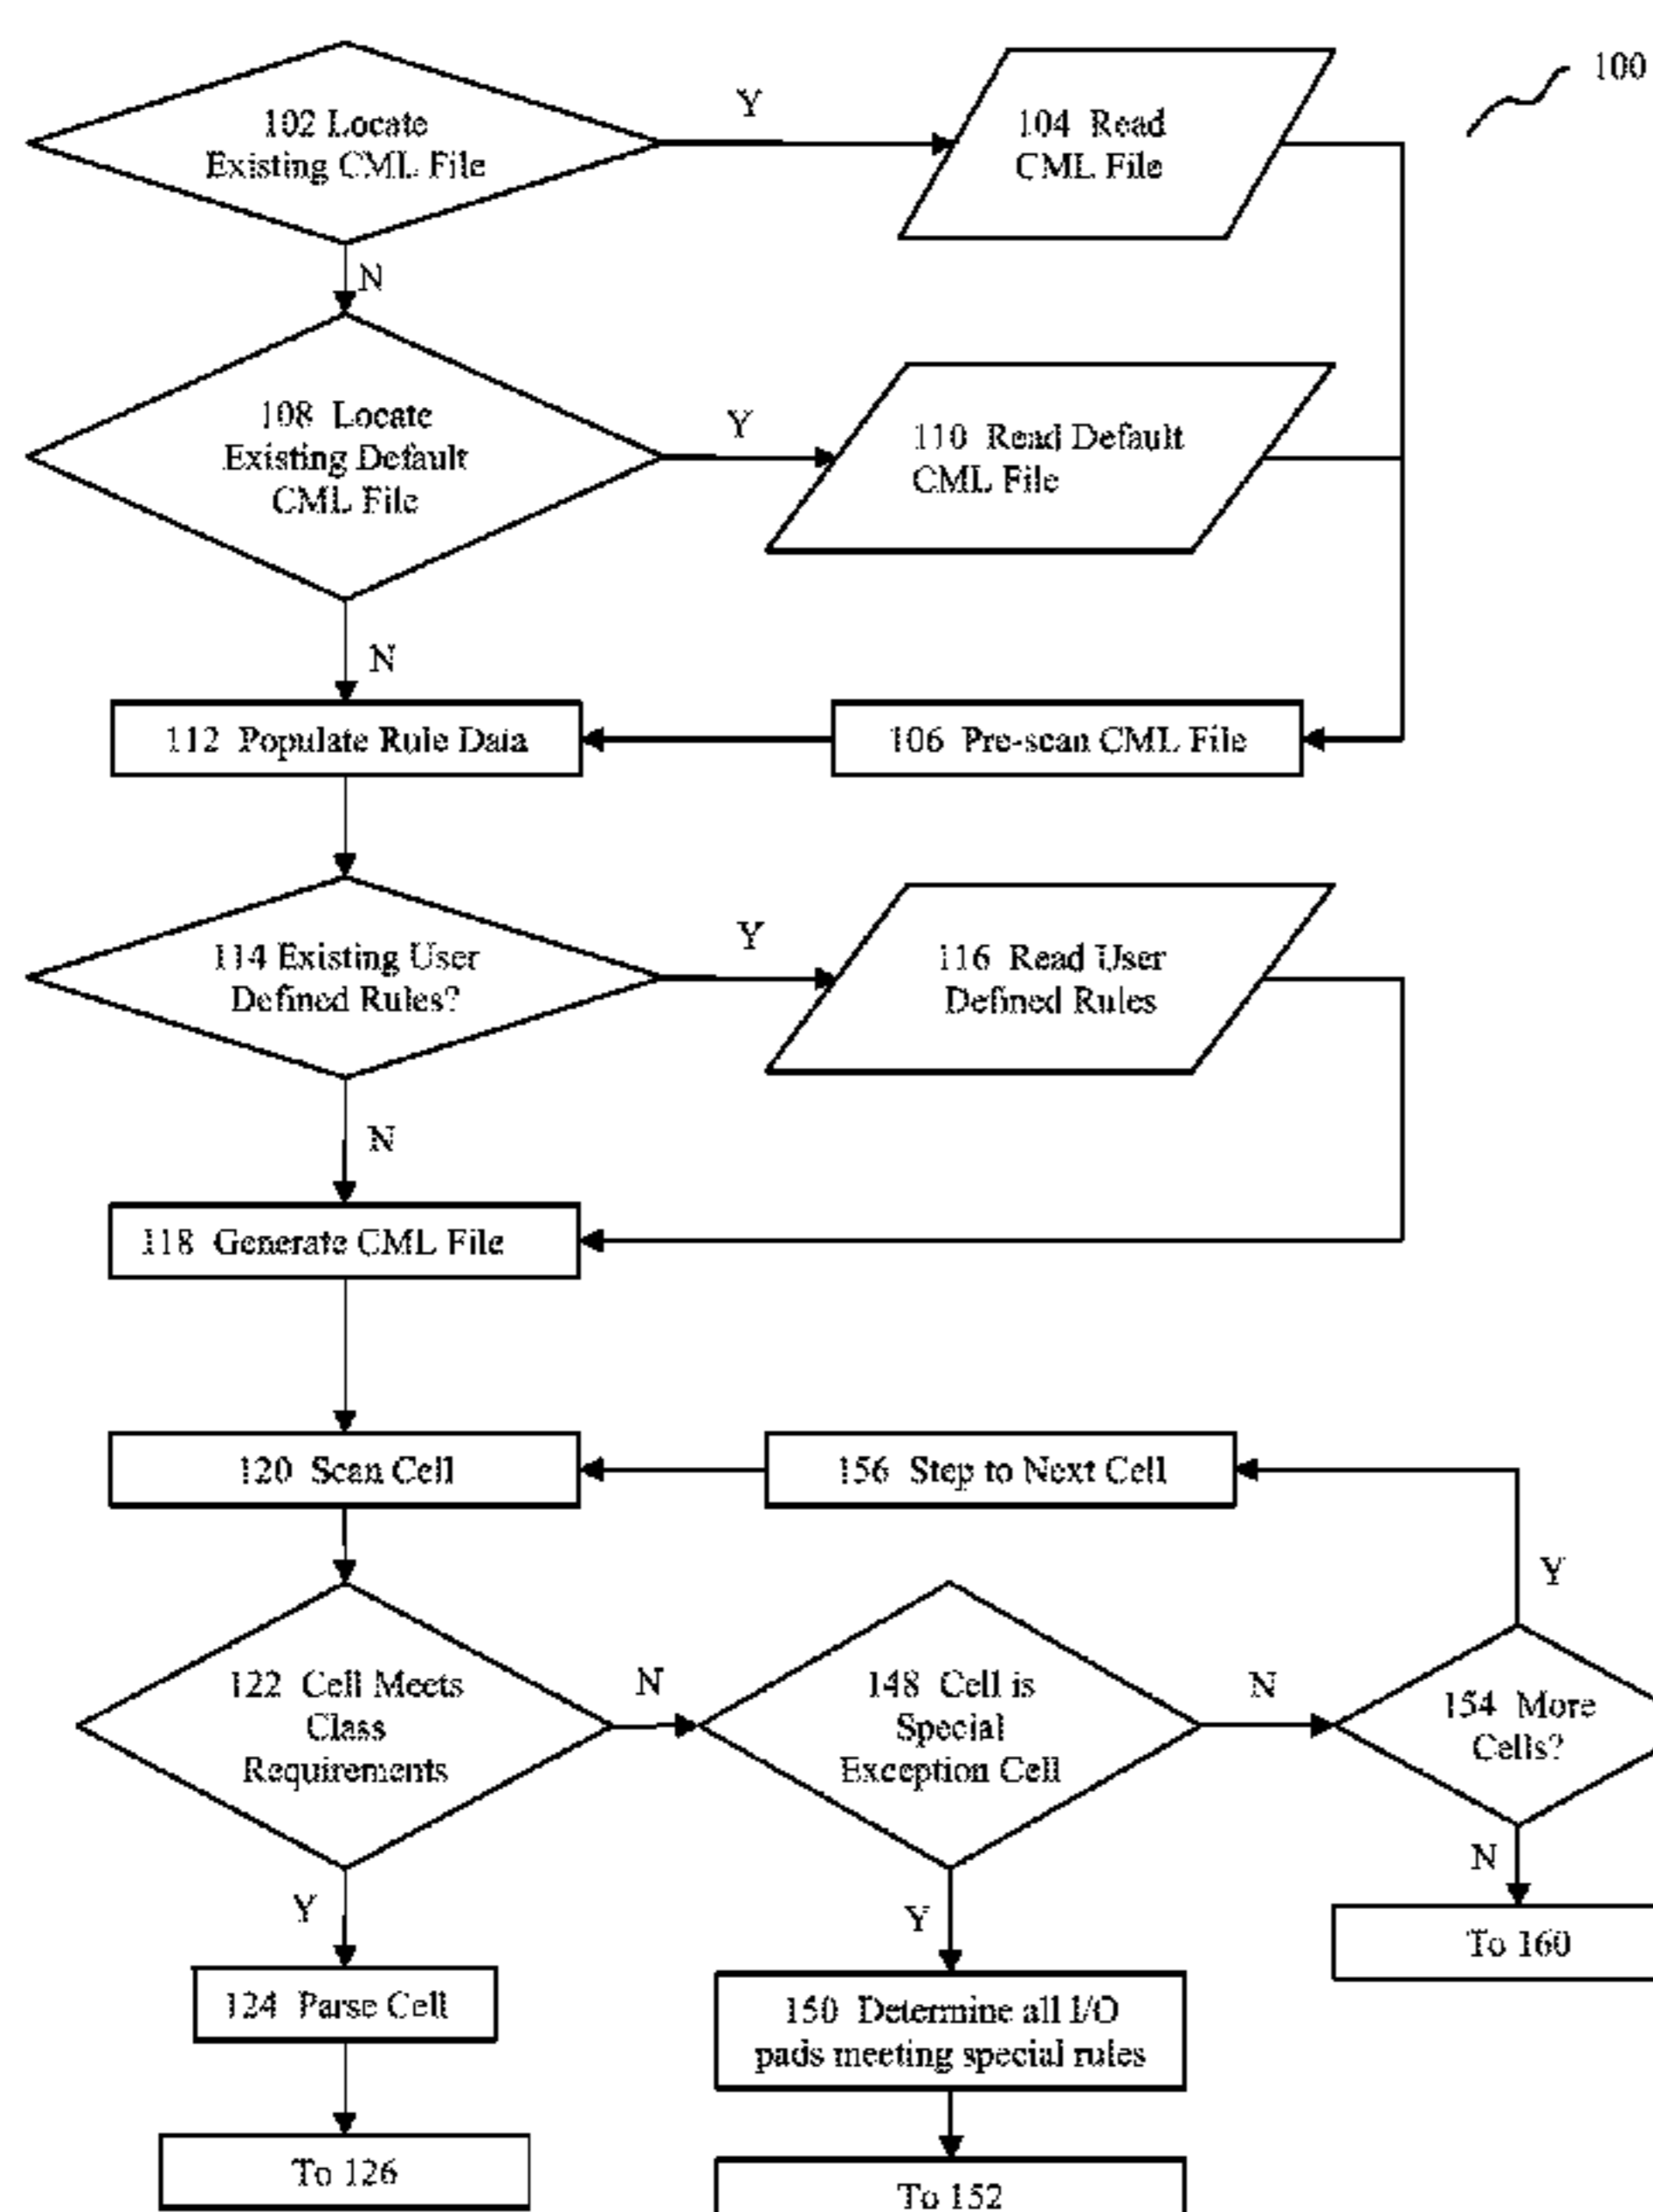 100
102 Locate
Existing CML File
Y
104 Read
CML File
N
108 Locate
Existing Default
CML File
Y
110 Read Default
CML File
N
112 Populate Rule Data
106 Pre-scan CML File
114 Existing User
Defined Rules?
Y
116 Read User
Defined Rules
N
118 Generate CML File
120 Scan Cell
156 Step to Next Cell
Y
122 Cell Meets
Class
Requirements
N
148 Cell is
Special
Exception Cell
N
154 More
Cells?
N
Y
Y
To 160
124 Parse Cell
150 Determine all I/O
pads meeting special rules
To 126
To 152